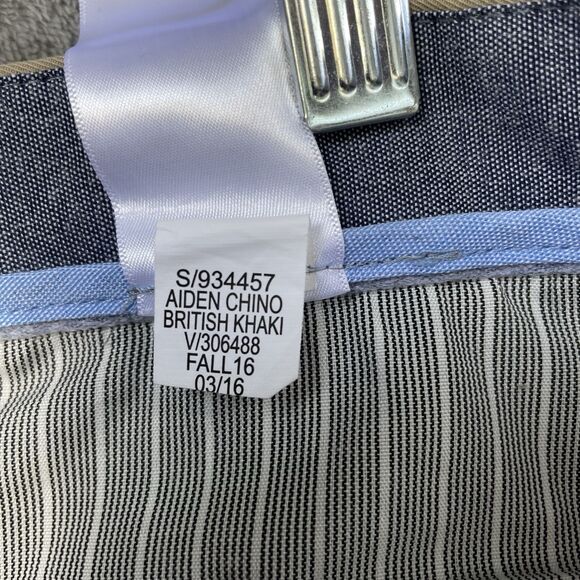 S/934457
AIDEN CHINO
BRITISH KHAKI
V/306488
FALL16
03/16